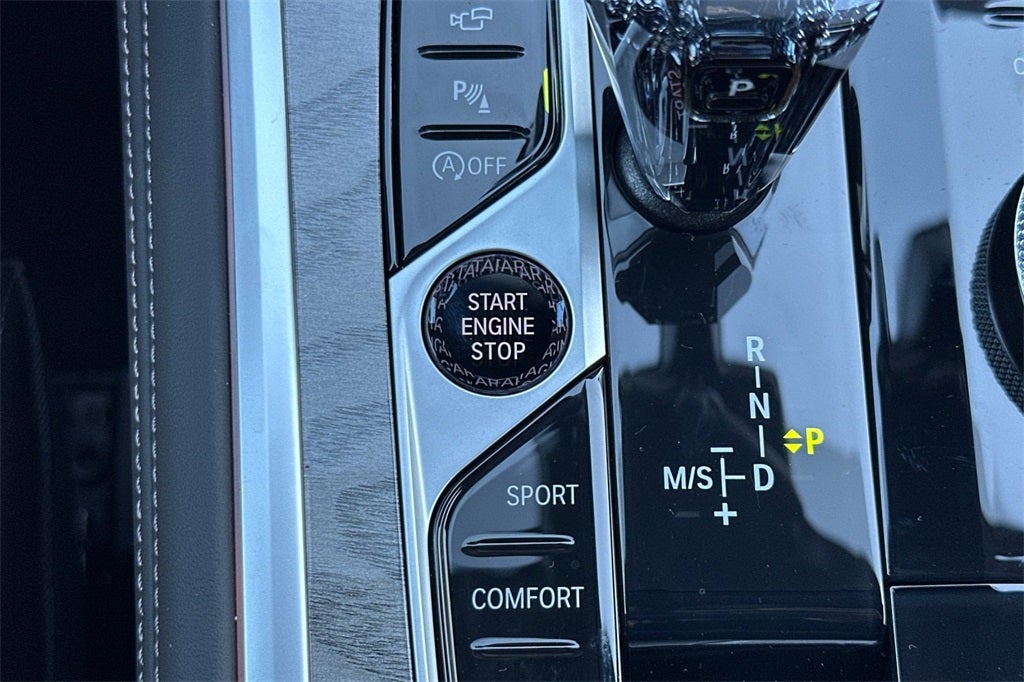 P
P
A OFF
START
ENGINE
STOP
R
N
P
M/S D
+
SPORT
COMFORT